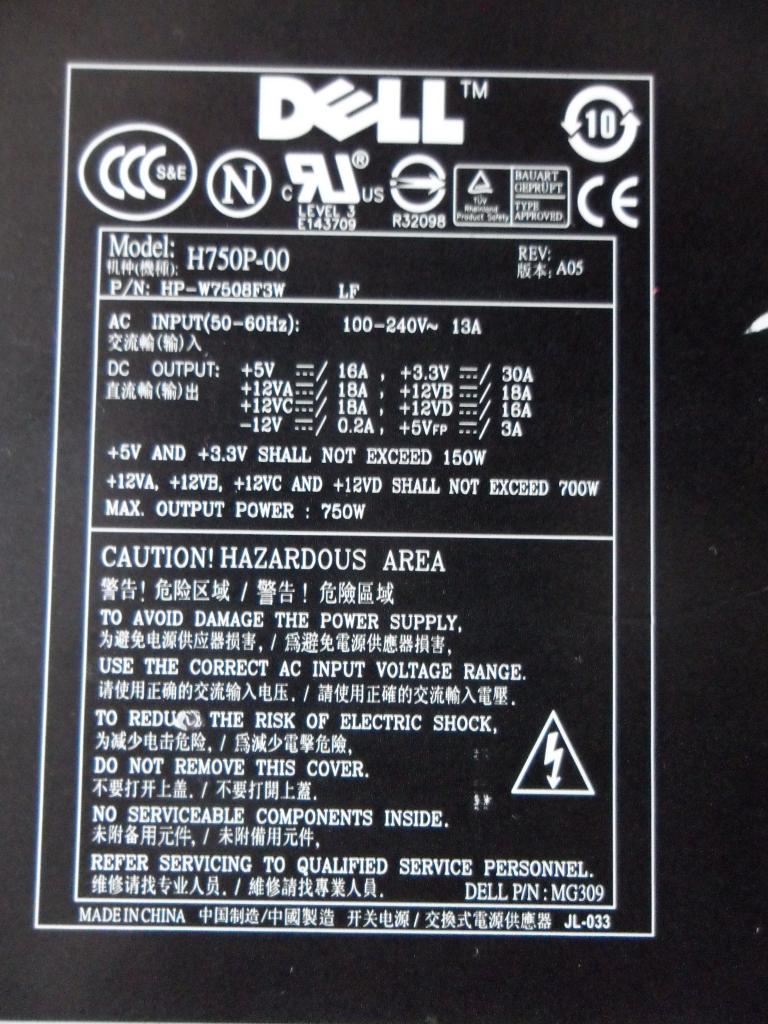 DELL™
10
CCC S&E
N
c RU® US
LEVEL 3
E143709
R32098
TÜV
Rheinland
Product Safety
BAUART
GEPRÜFT
TYPE
APPROVED
CE
Model: H750P-00
机种(機種):
REV:
版本: A05
P/N: HP-W7508F3W LF
AC INPUT(50-60Hz): 100-240V~ 13A
交流輸(输)入
DC OUTPUT: +5V ⎓/ 16A , +3.3V ⎓/ 30A
直流輸(输)出 +12VA ⎓/ 18A , +12VB ⎓/ 18A
+12VC ⎓/ 18A , +12VD ⎓/ 16A
-12V ⎓/ 0.2A , +5VFP ⎓/ 3A
+5V AND +3.3V SHALL NOT EXCEED 150W
+12VA, +12VB, +12VC AND +12VD SHALL NOT EXCEED 700W
MAX. OUTPUT POWER : 750W
CAUTION! HAZARDOUS AREA
警告! 危险区域 / 警告! 危險區域
TO AVOID DAMAGE THE POWER SUPPLY,
为避免电源供应器损害, / 爲避免電源供應器損害,
USE THE CORRECT AC INPUT VOLTAGE RANGE.
请使用正确的交流输入电压. / 請使用正確的交流輸入電壓.
TO REDUCE THE RISK OF ELECTRIC SHOCK,
为减少电击危险, / 爲減少電擊危險,
DO NOT REMOVE THIS COVER.
不要打开上盖. / 不要打開上蓋.
NO SERVICEABLE COMPONENTS INSIDE.
未附备用元件, / 未附備用元件,
REFER SERVICING TO QUALIFIED SERVICE PERSONNEL.
维修请找专业人员. / 維修請找專業人員.
DELL P/N : MG309
MADE IN CHINA 中国制造/中國製造 开关电源 / 交換式電源供應器 JL-033